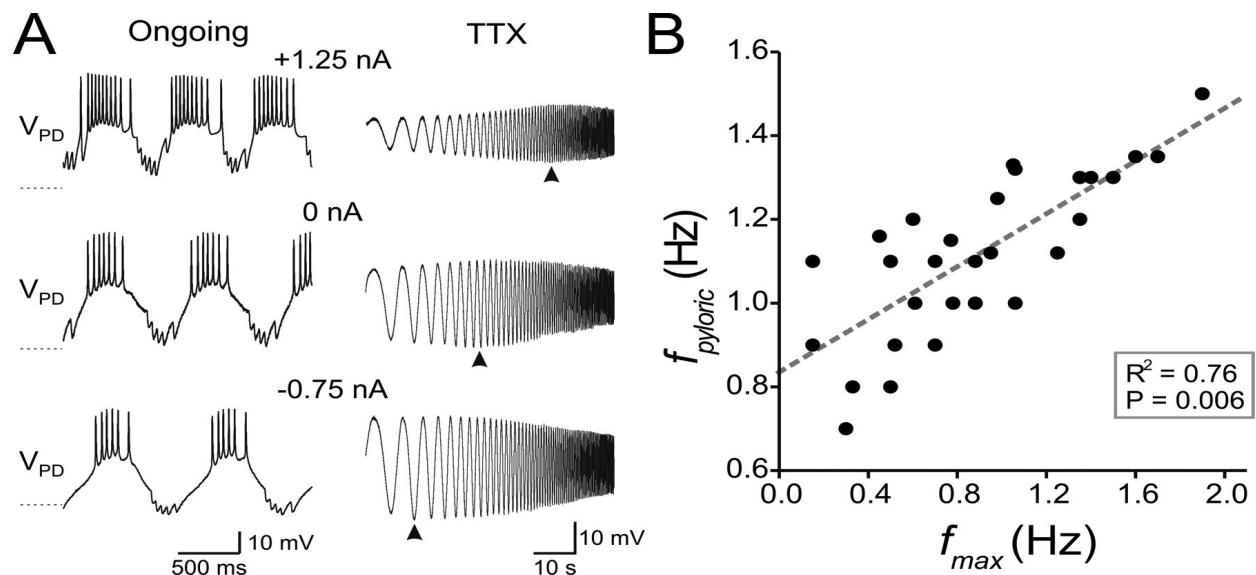 A
Ongoing
TTX
+1.25 nA
V_PD
0 nA
V_PD
-0.75 nA
V_PD
10 mV
500 ms
10 mV
10 s
B
1.6
1.4
1.2
1.0
0.8
0.6
f_pyloric (Hz)
R² = 0.76
P = 0.006
0.0 0.4 0.8 1.2 1.6 2.0
f_max (Hz)